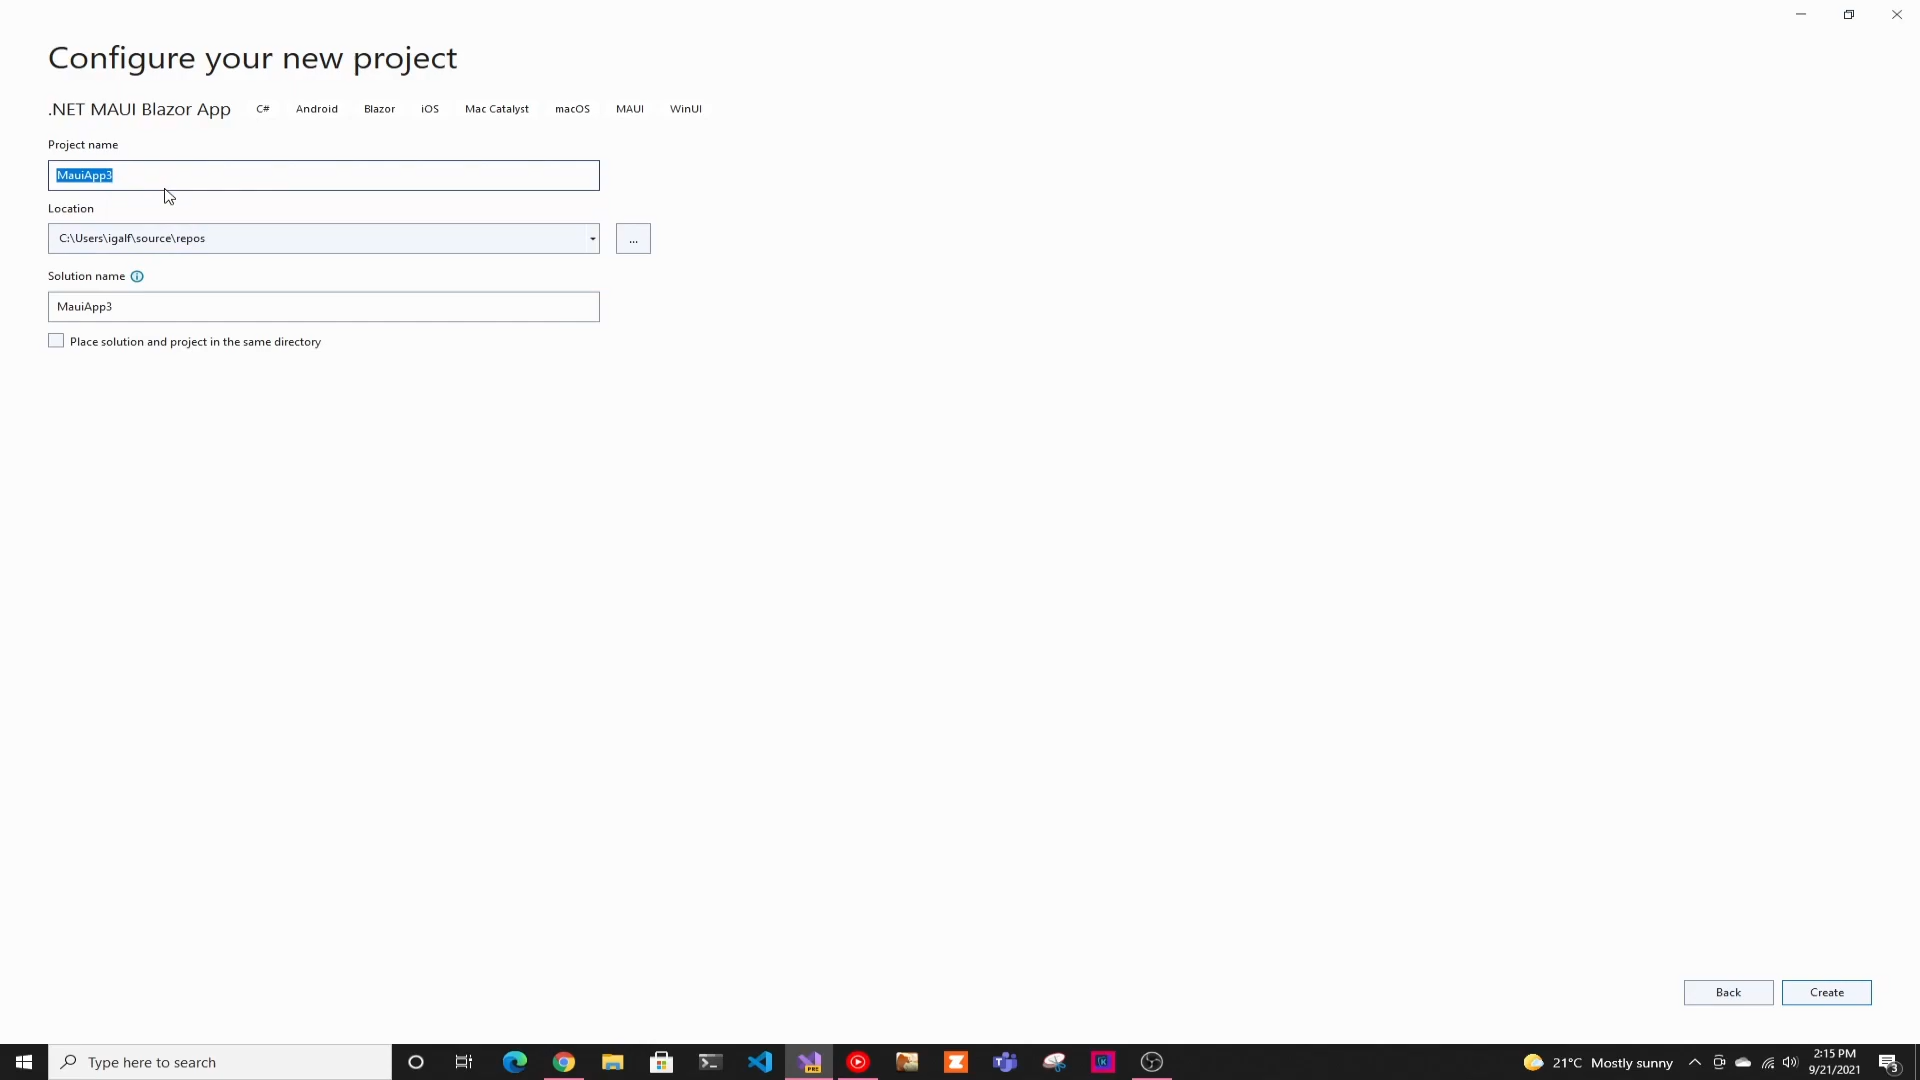 Configure your new project
.NET MAUI Blazor App C# Android Blazor iOS Mac Catalyst macOS MAUI WinUI
Project name
MauiApp3
Location
C:\Users\igalf\source\repos
...
Solution name
MauiApp3
Place solution and project in the same directory
Back Create
Type here to search
PRE
21°C Mostly sunny
2:15 PM
9/21/2021
3